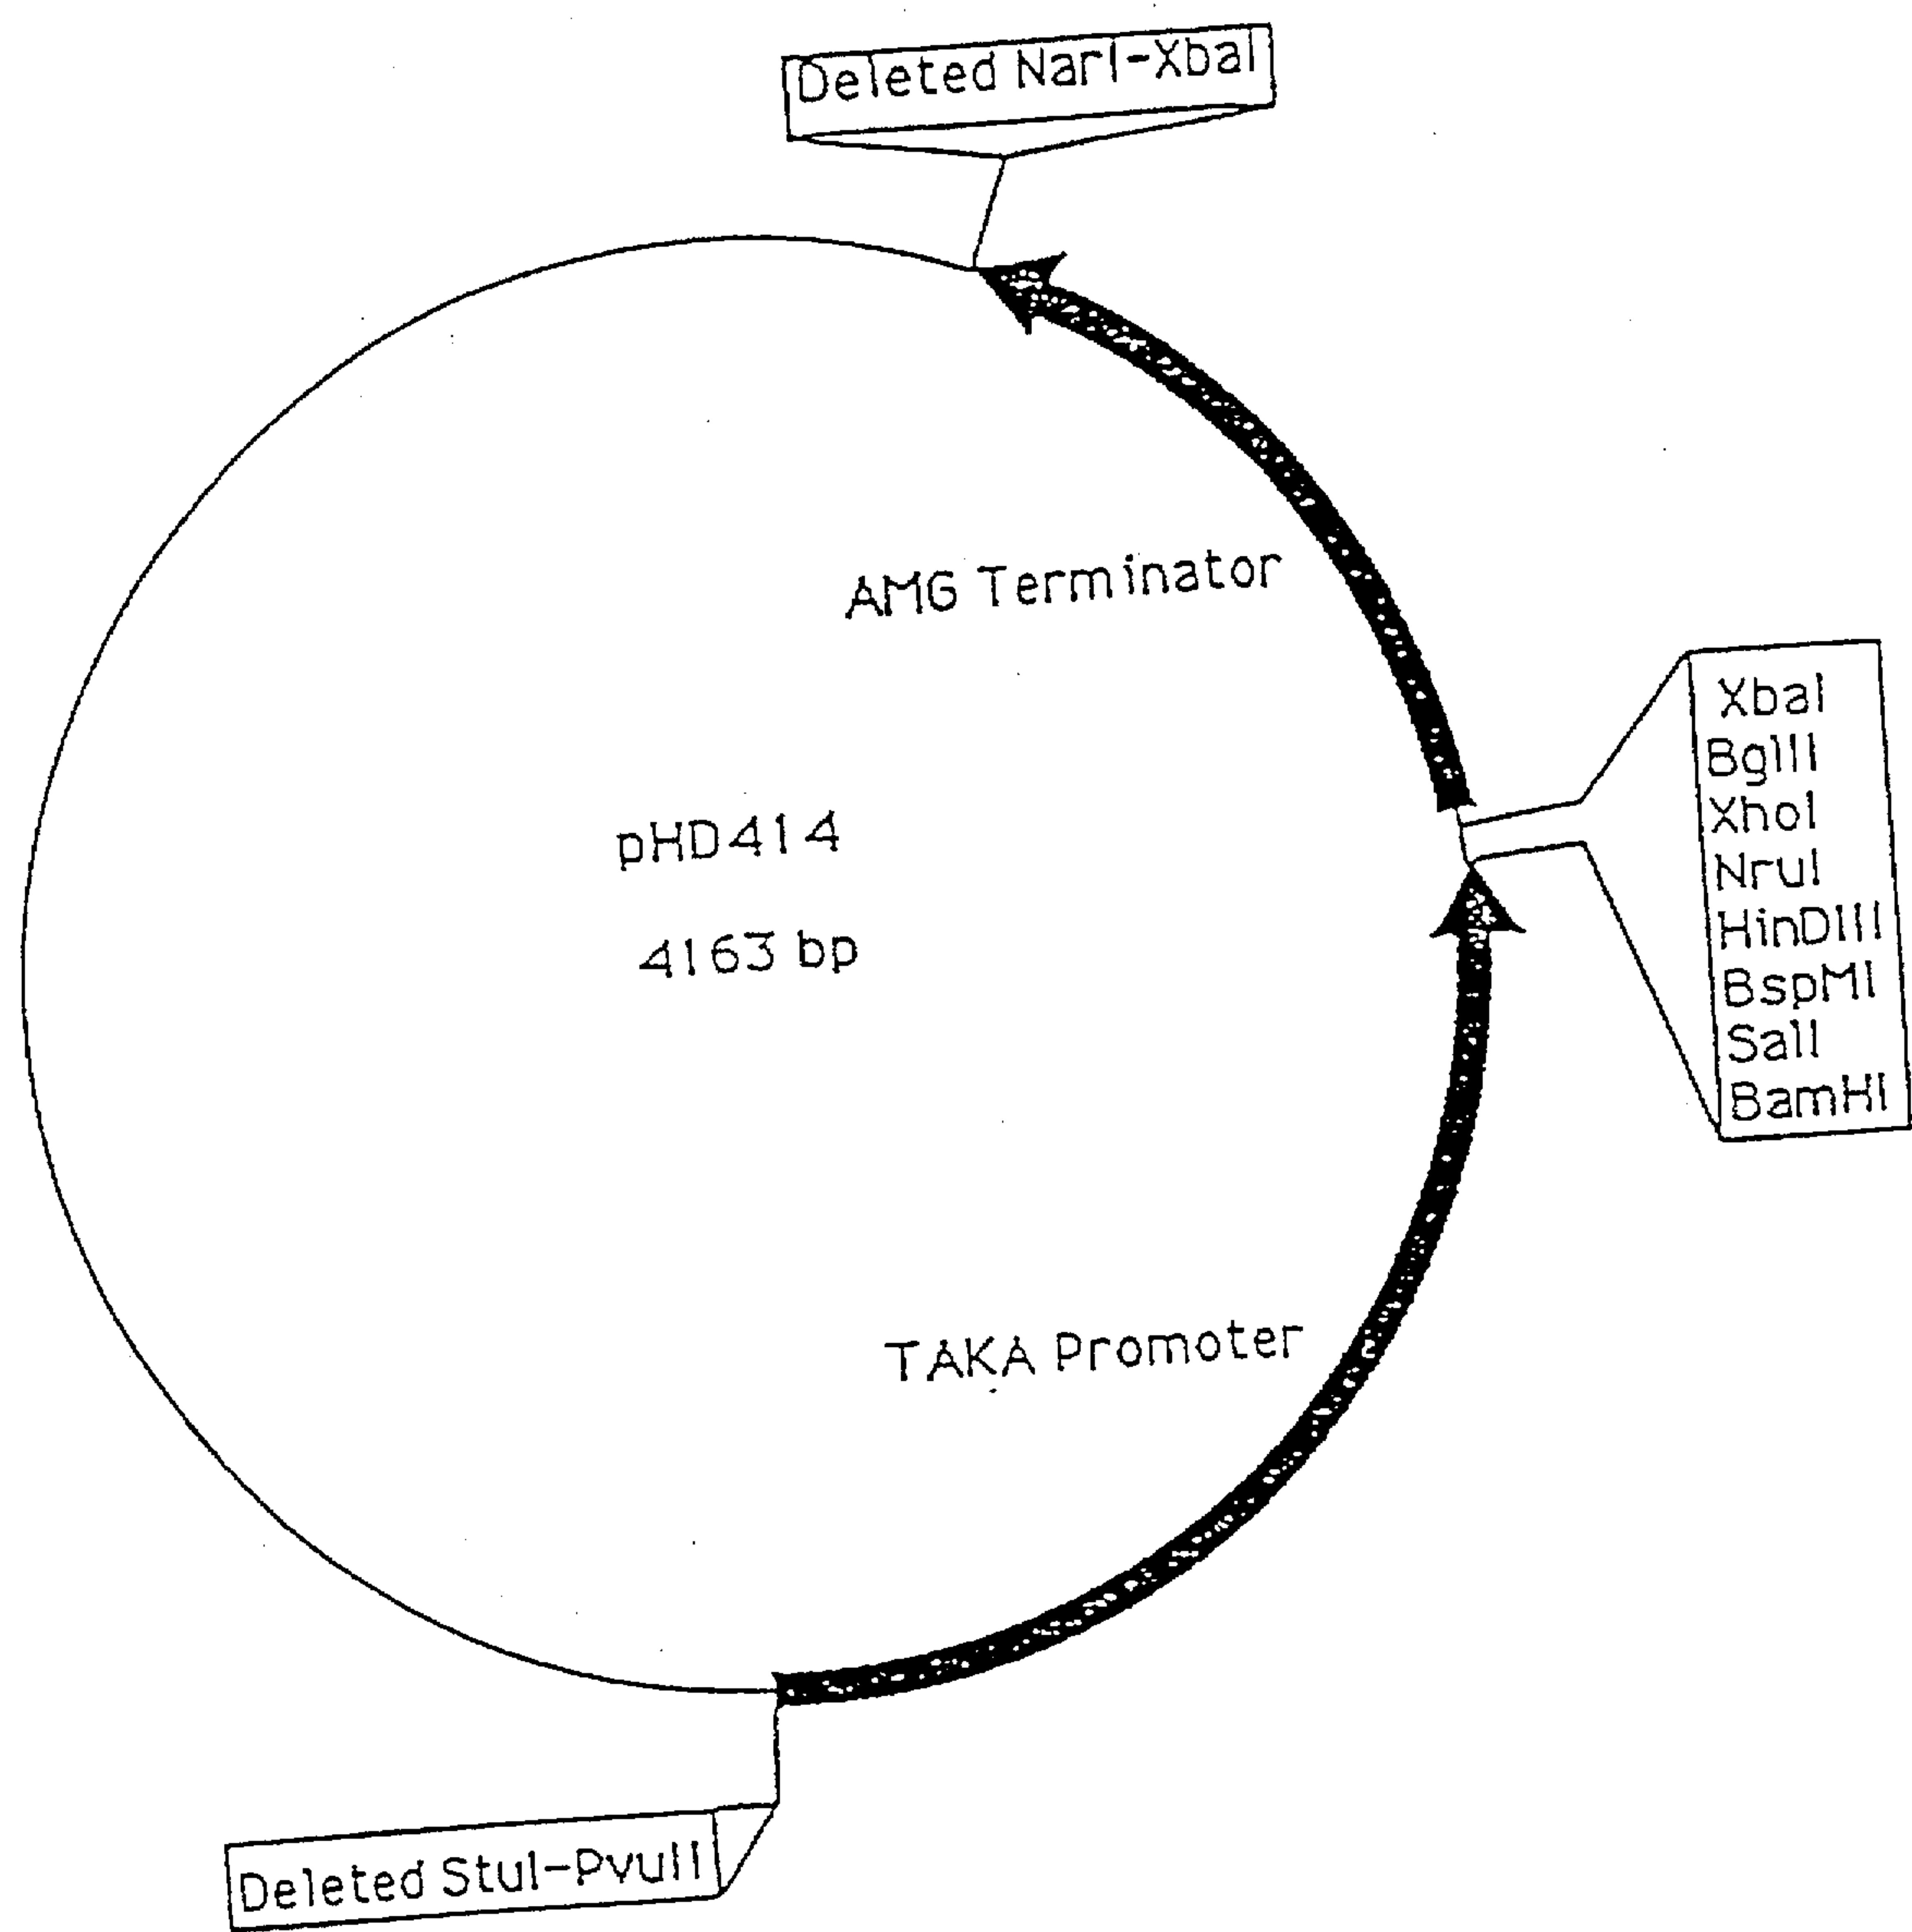 Deleted NarI-XbaI
AMG Terminator
XbaI
BglII
XhoI
NruI
HinDIII
BspMI
SalI
BamHI
pHD414
4163 bp
TAKA Promoter
Deleted StuI-PvuII